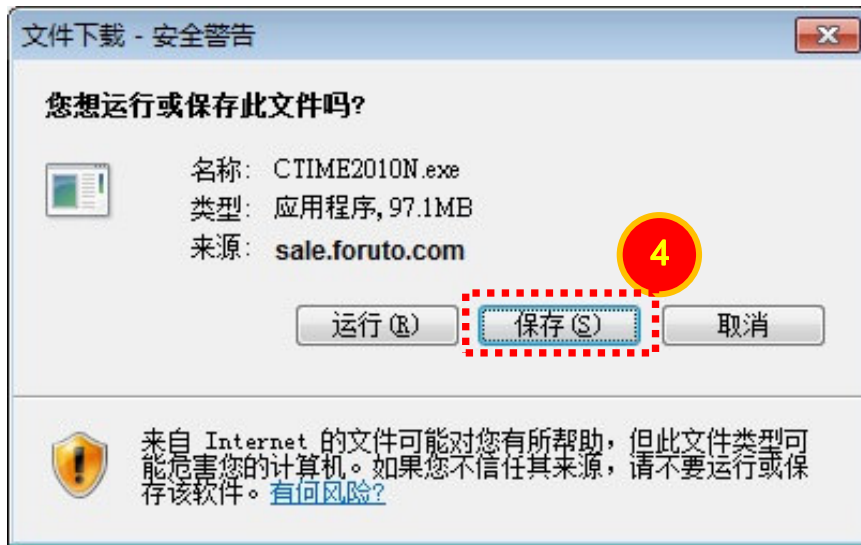 文件下载 - 安全警告
您想运行或保存此文件吗?
名称: CTIME2010N.exe
类型: 应用程序, 97.1MB
来源: sale.foruto.com
4
运行(R) 保存(S) 取消
来自 Internet 的文件可能对您有所帮助，但此文件类型可
能危害您的计算机。如果您不信任其来源，请不要运行或保
存该软件。有何风险?